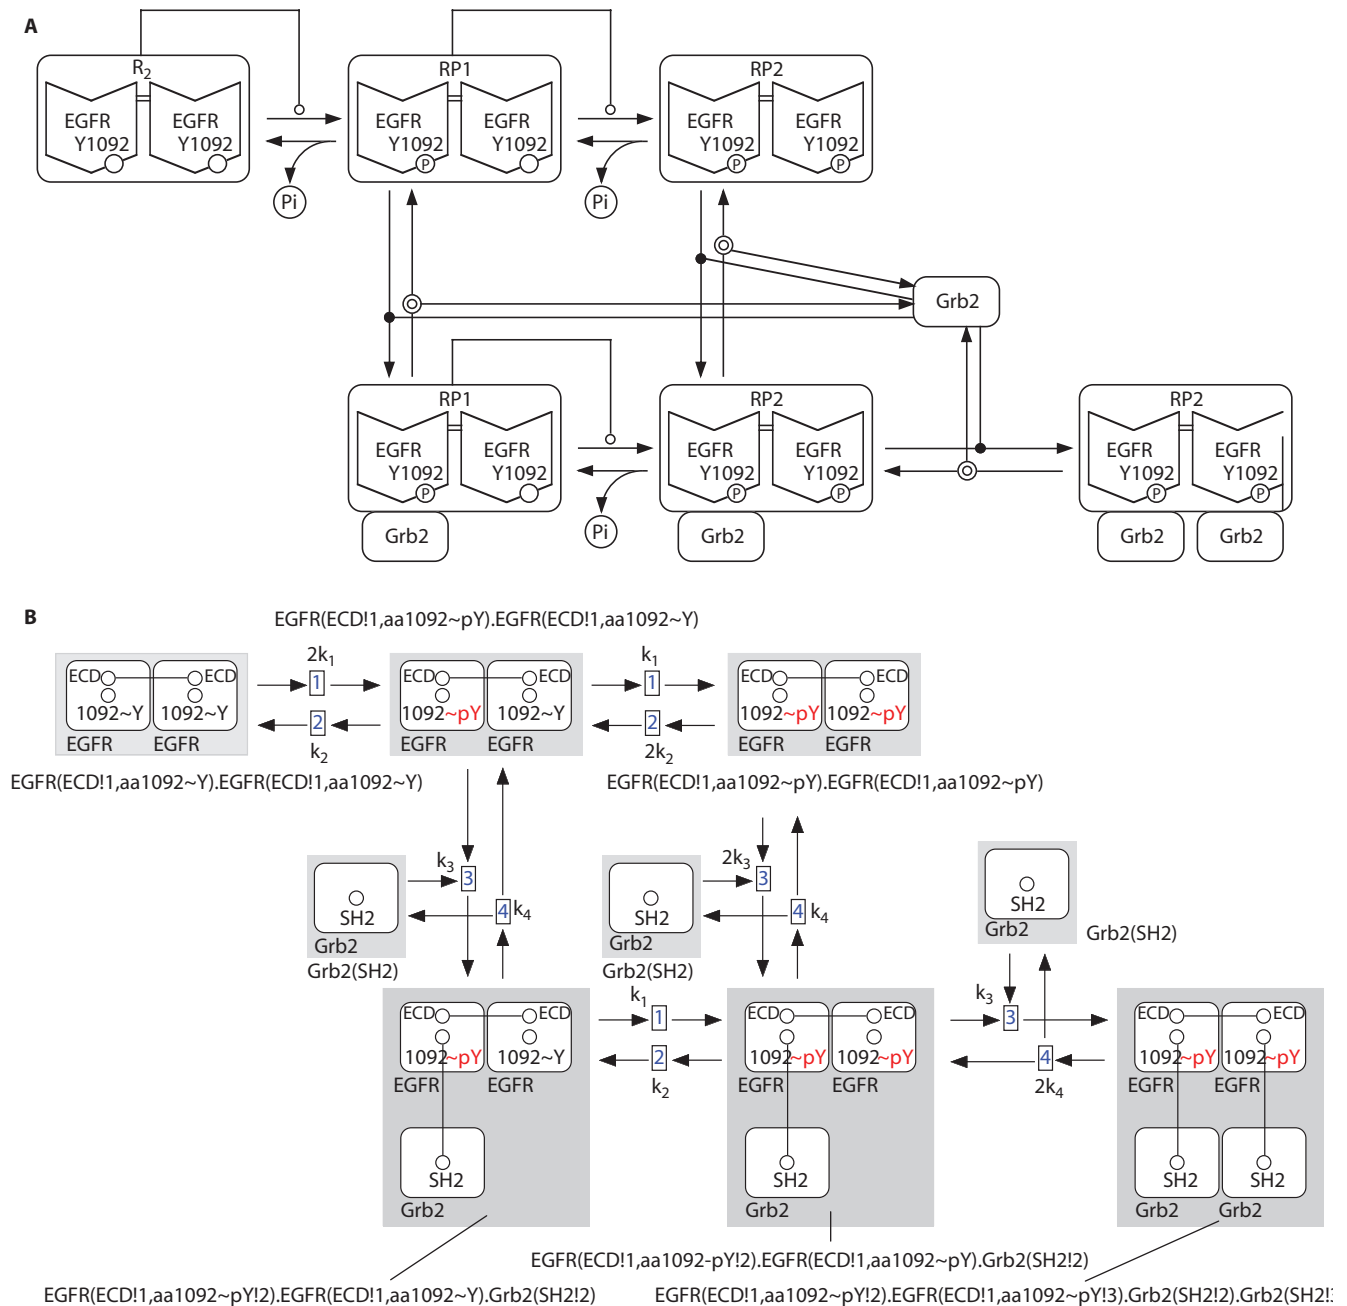 A
R2
RP1
RP2
EGFR
EGFR
EGFR
EGFR
EGFR
EGFR
Y1092
Y1092
Y1092
Y1092
Y1092
Y1092
P
P
P
Pi
Pi
Grb2
RP1
RP2
RP2
EGFR
EGFR
EGFR
EGFR
EGFR
EGFR
Y1092
Y1092
Y1092
Y1092
Y1092
Y1092
P
P
P
P
P
Grb2
Pi
Grb2
Grb2
Grb2
B
EGFR(ECD!1,aa1092~pY).EGFR(ECD!1,aa1092~Y)
2k1
k1
ECD
ECD
1
ECD
ECD
1
ECD
ECD
1092~Y
1092~Y
2
1092~pY
1092~Y
2
1092~pY
1092~pY
EGFR
EGFR
k2
EGFR
EGFR
2k2
EGFR
EGFR
EGFR(ECD!1,aa1092~Y).EGFR(ECD!1,aa1092~Y)
EGFR(ECD!1,aa1092~pY).EGFR(ECD!1,aa1092~pY)
k3
2k3
3
3
SH2
4
k4
SH2
4
k4
SH2
Grb2
Grb2
Grb2
Grb2(SH2)
Grb2(SH2)
Grb2(SH2)
k1
k3
ECD
ECD
1
ECD
ECD
3
ECD
ECD
1092~pY
1092~Y
2
1092~pY
1092~pY
4
1092~pY
1092~pY
EGFR
EGFR
k2
EGFR
EGFR
2k4
EGFR
EGFR
SH2
SH2
SH2
SH2
Grb2
Grb2
Grb2
Grb2
EGFR(ECD!1,aa1092-pY!2).EGFR(ECD!1,aa1092~pY).Grb2(SH2!2)
EGFR(ECD!1,aa1092~pY!2).EGFR(ECD!1,aa1092~Y).Grb2(SH2!2)
EGFR(ECD!1,aa1092~pY!2).EGFR(ECD!1,aa1092~pY!3).Grb2(SH2!2).Grb2(SH2!